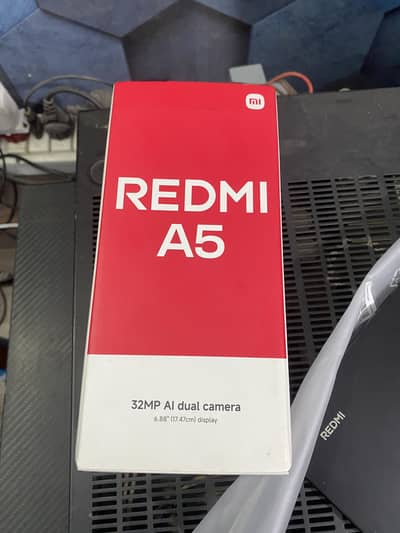 mi
REDMI
A5
32MP AI dual camera
6.88" (17.47cm) display
REDMI